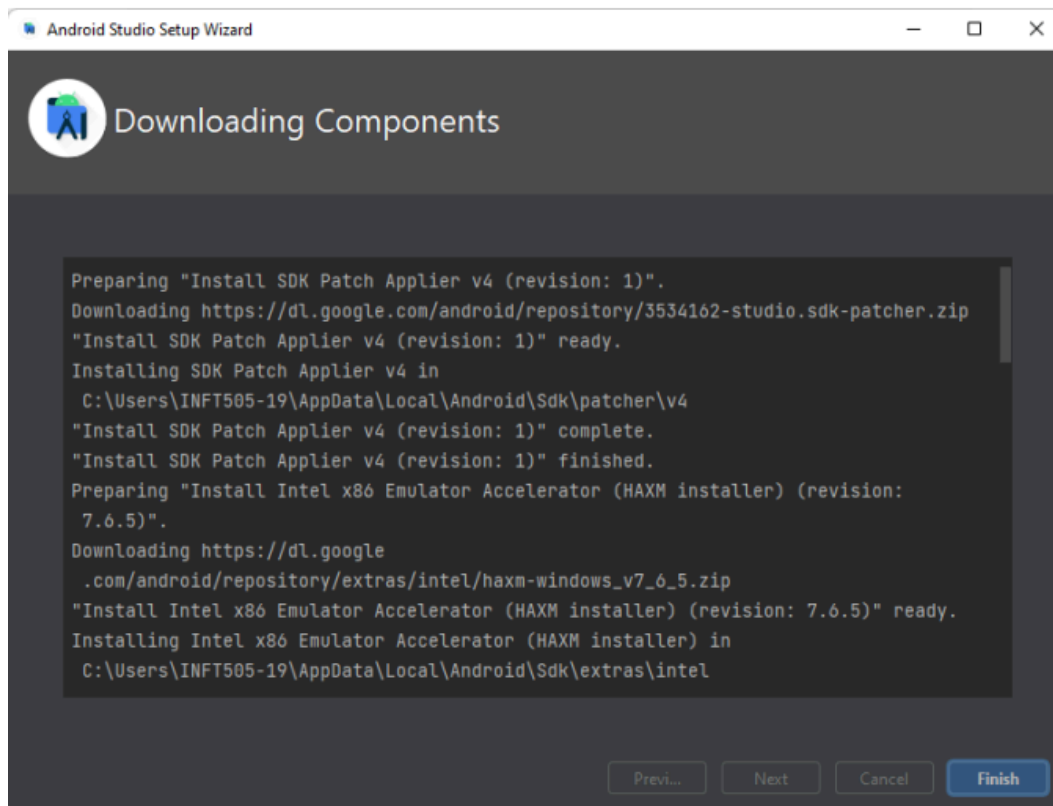 Android Studio Setup Wizard
Downloading Components
Preparing "Install SDK Patch Applier v4 (revision: 1)".
Downloading https://dl.google.com/android/repository/3534162-studio.sdk-patcher.zip
"Install SDK Patch Applier v4 (revision: 1)" ready.
Installing SDK Patch Applier v4 in
C:\Users\INFT505-19\AppData\Local\Android\Sdk\patcher\v4
"Install SDK Patch Applier v4 (revision: 1)" complete.
"Install SDK Patch Applier v4 (revision: 1)" finished.
Preparing "Install Intel x86 Emulator Accelerator (HAXM installer) (revision:
7.6.5)".
Downloading https://dl.google
.com/android/repository/extras/intel/haxm-windows_v7_6_5.zip
"Install Intel x86 Emulator Accelerator (HAXM installer) (revision: 7.6.5)" ready.
Installing Intel x86 Emulator Accelerator (HAXM installer) in
C:\Users\INFT505-19\AppData\Local\Android\Sdk\extras\intel
Previ... Next Cancel Finish